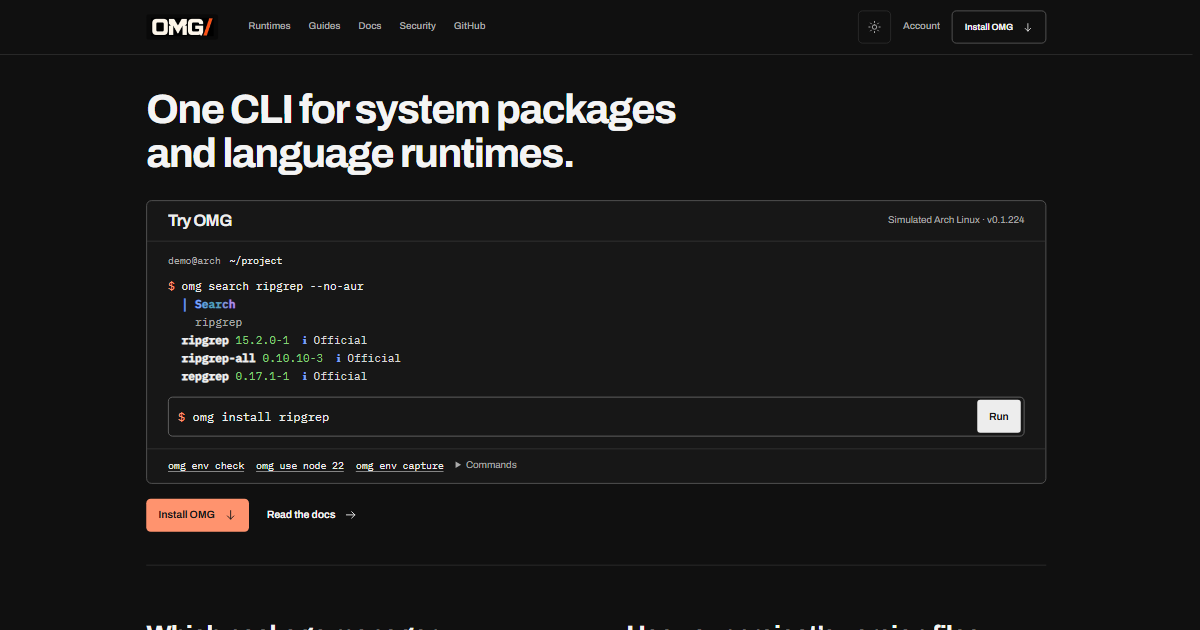 OMG/
Runtimes Guides Docs Security GitHub
Account
Install OMG ↓
One CLI for system packages
and language runtimes.
Try OMG
Simulated Arch Linux · v0.1.224
demo@arch ~/project
$ omg search ripgrep --no-aur
| Search
ripgrep
ripgrep 15.2.0-1 ℹ Official
ripgrep-all 0.10.10-3 ℹ Official
repgrep 0.17.1-1 ℹ Official
$ omg install ripgrep
Run
omg env check omg use node 22 omg env capture ▶ Commands
Install OMG ↓
Read the docs →